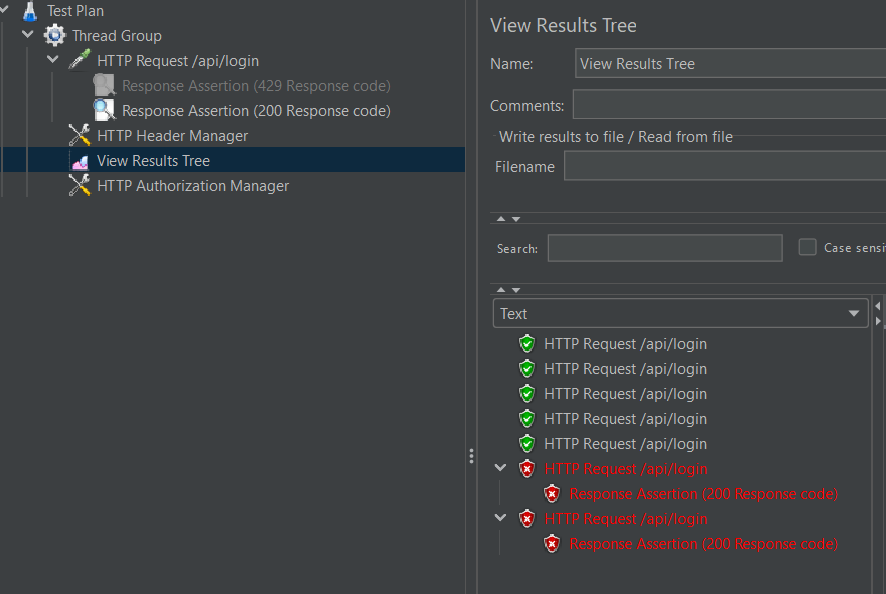 Test Plan
Thread Group
HTTP Request /api/login
Response Assertion (429 Response code)
Response Assertion (200 Response code)
HTTP Header Manager
View Results Tree
HTTP Authorization Manager
View Results Tree
Name: View Results Tree
Comments:
Write results to file / Read from file
Filename
Search: Case sensi
Text
HTTP Request /api/login
HTTP Request /api/login
HTTP Request /api/login
HTTP Request /api/login
HTTP Request /api/login
HTTP Request /api/login
Response Assertion (200 Response code)
HTTP Request /api/login
Response Assertion (200 Response code)